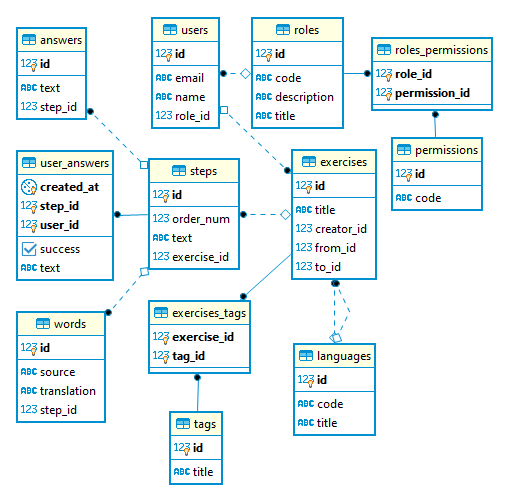 answers
123 id
ABC text
123 step_id
users
123 id
ABC email
ABC name
123 role_id
roles
123 id
ABC code
ABC description
ABC title
roles_permissions
123 role_id
123 permission_id
permissions
123 id
ABC code
user_answers
created_at
123 step_id
123 user_id
success
ABC text
steps
123 id
123 order_num
ABC text
123 exercise_id
exercises
123 id
ABC title
123 creator_id
123 from_id
123 to_id
words
123 id
ABC source
ABC translation
123 step_id
exercises_tags
123 exercise_id
123 tag_id
languages
123 id
ABC code
ABC title
tags
123 id
ABC title